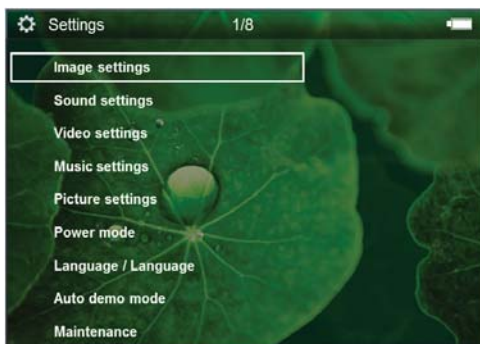 Settings 1/8
Image settings
Sound settings
Video settings
Music settings
Picture settings
Power mode
Language / Language
Auto demo mode
Maintenance